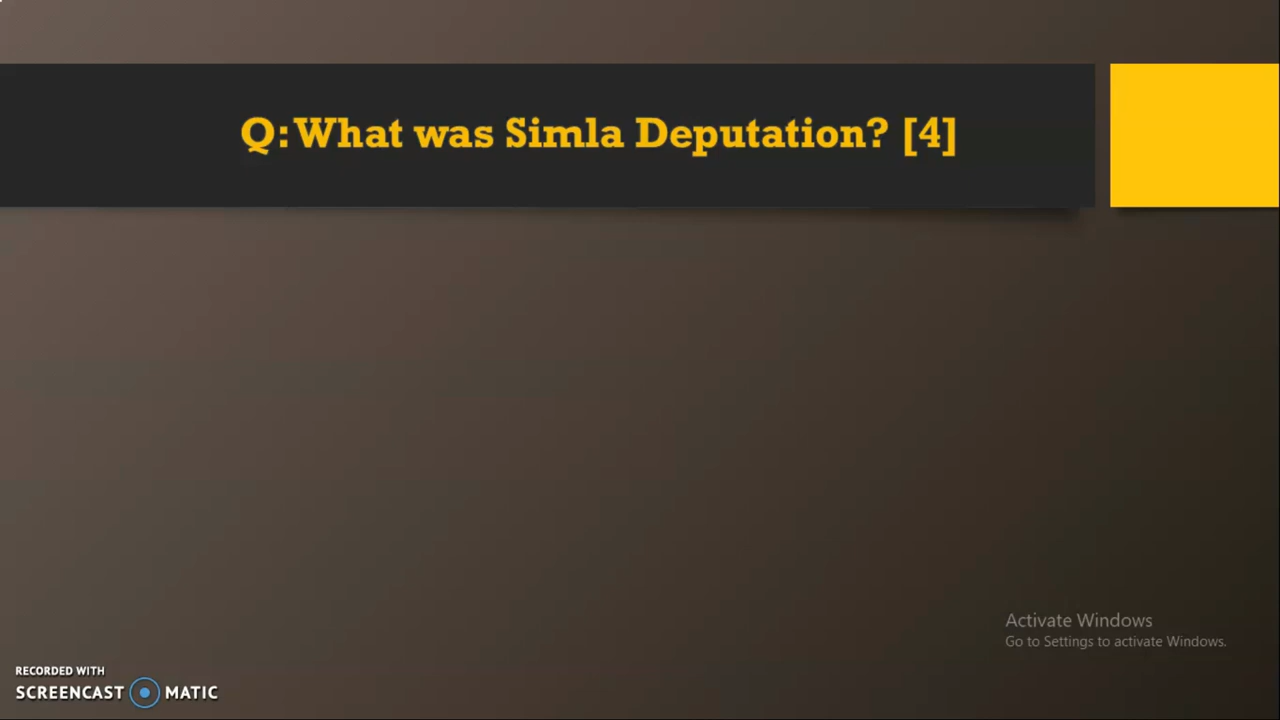 Q: What was Simla Deputation? [4]
Activate Windows
Go to Settings to activate Windows.
RECORDED WITH
SCREENCAST MATIC